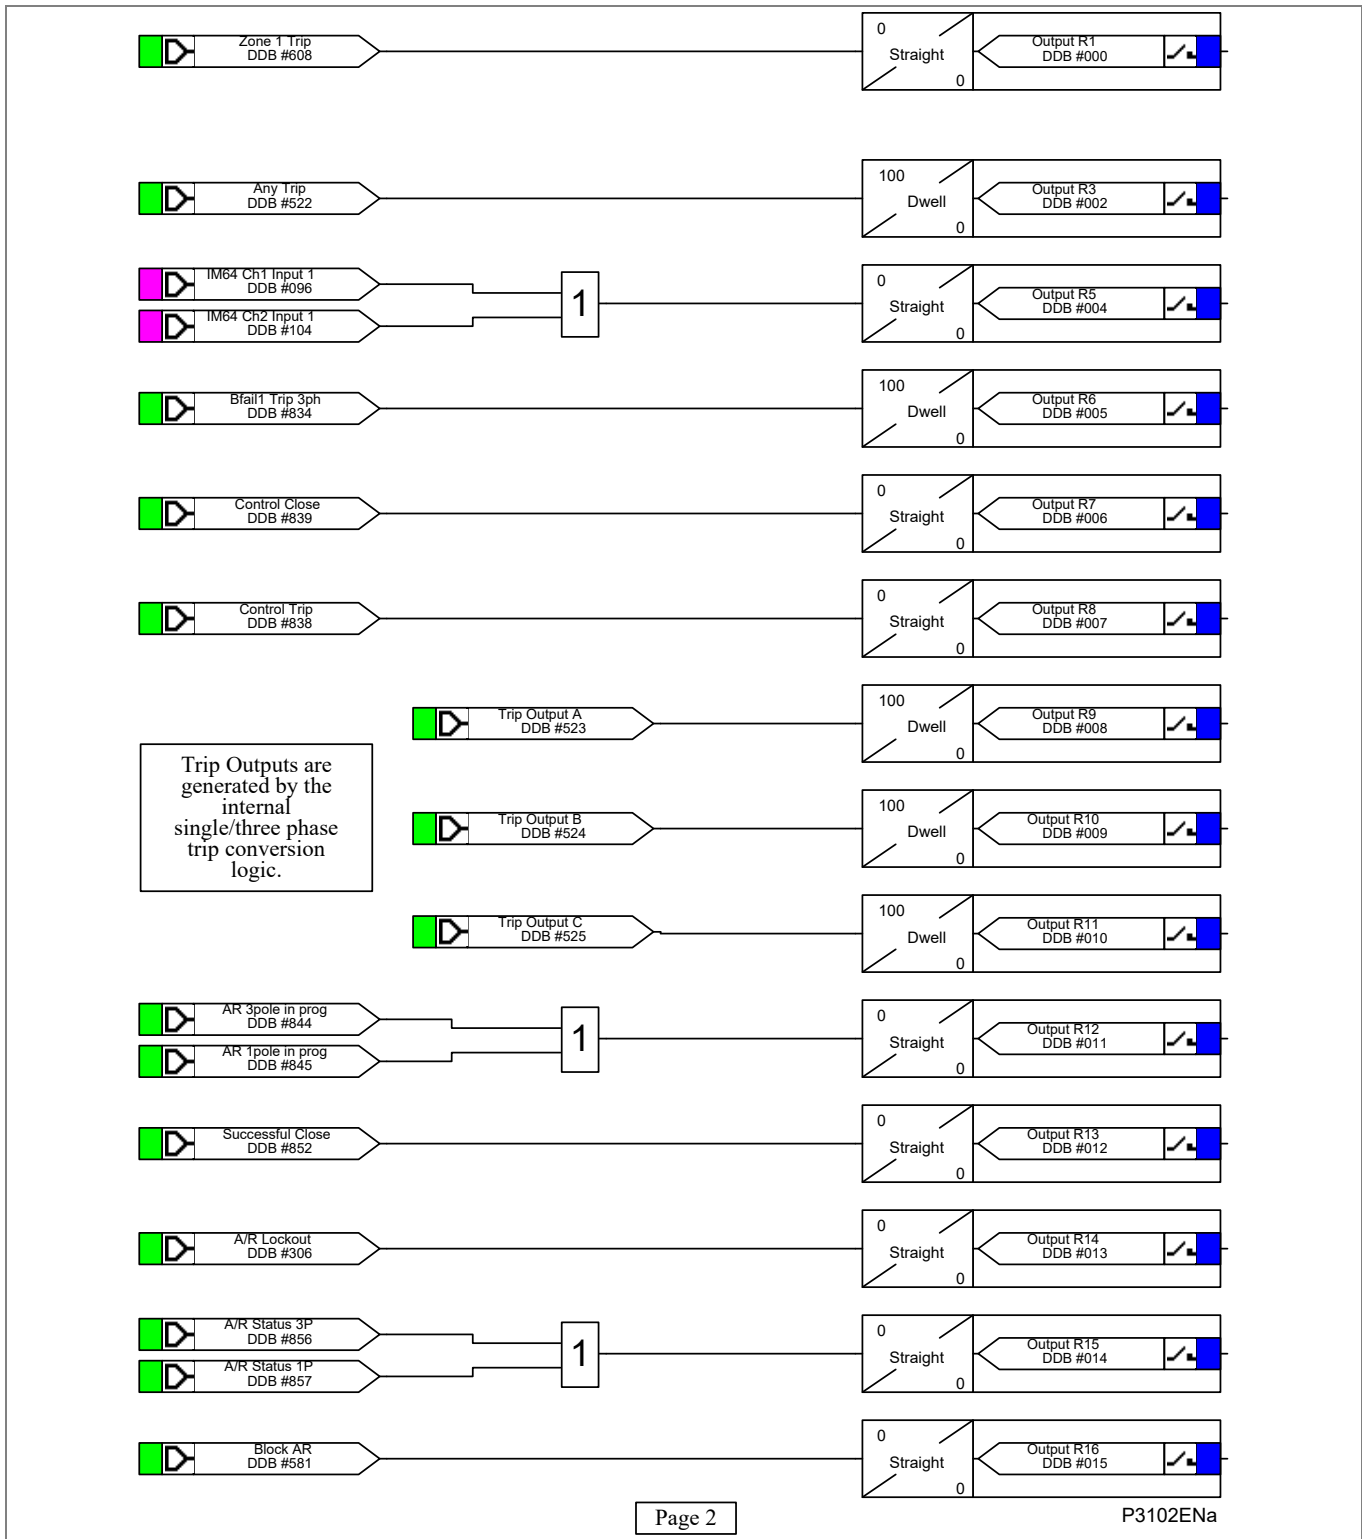 Zone 1 Trip
DDB #608
0
Straight
0
Output R1
DDB #000
Any Trip
DDB #522
100
Dwell
0
Output R3
DDB #002
IM64 Ch1 Input 1
DDB #096
IM64 Ch2 Input 1
DDB #104
1
0
Straight
0
Output R5
DDB #004
Bfail1 Trip 3ph
DDB #834
100
Dwell
0
Output R6
DDB #005
Control Close
DDB #839
0
Straight
0
Output R7
DDB #006
Control Trip
DDB #838
0
Straight
0
Output R8
DDB #007
Trip Output A
DDB #523
100
Dwell
0
Output R9
DDB #008
Trip Outputs are
generated by the
internal
single/three phase
trip conversion
logic.
Trip Output B
DDB #524
100
Dwell
0
Output R10
DDB #009
Trip Output C
DDB #525
100
Dwell
0
Output R11
DDB #010
AR 3pole in prog
DDB #844
AR 1pole in prog
DDB #845
1
0
Straight
0
Output R12
DDB #011
Successful Close
DDB #852
0
Straight
0
Output R13
DDB #012
A/R Lockout
DDB #306
0
Straight
0
Output R14
DDB #013
A/R Status 3P
DDB #856
A/R Status 1P
DDB #857
1
0
Straight
0
Output R15
DDB #014
Block AR
DDB #581
0
Straight
0
Output R16
DDB #015
Page 2
P3102ENa